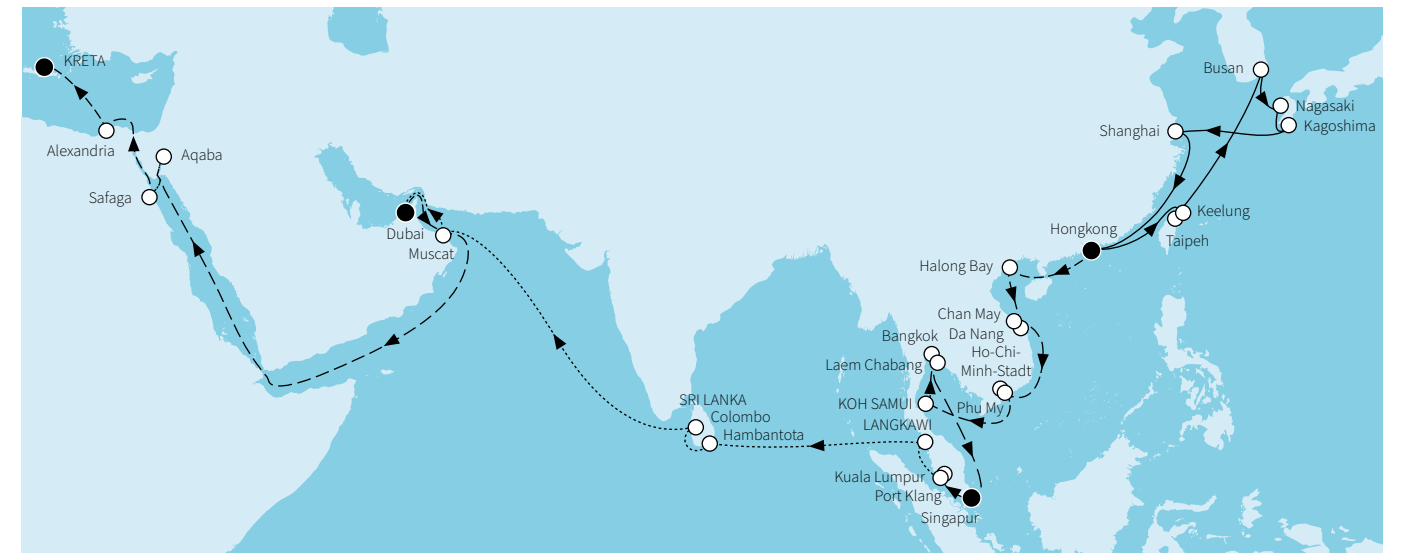 KRETA
Busan
Nagasaki
Kagoshima
Shanghai
Alexandria
Aqaba
Safaga
Keelung
Taipeh
Hongkong
Dubai
Muscat
Halong Bay
Chan May
Da Nang
Bangkok
Ho-Chi-
Minh-Stadt
Laem Chabang
KOH SAMUI
Phu My
SRI LANKA
Colombo
Hambantota
LANGKAWI
Kuala Lumpur
Port Klang
Singapur